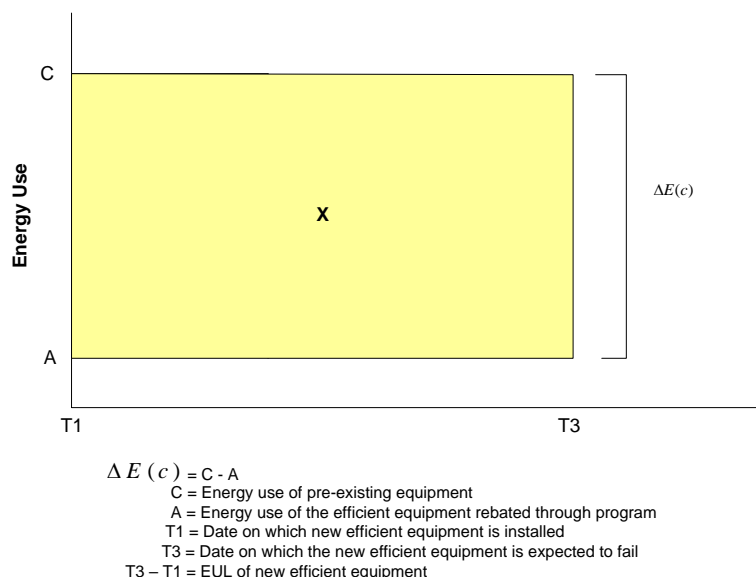 C
Energy Use
X
ΔE(c)
A
T1
T3
ΔE(c) = C - A
C = Energy use of pre-existing equipment
A = Energy use of the efficient equipment rebated through program
T1 = Date on which new efficient equipment is installed
T3 = Date on which the new efficient equipment is expected to fail
T3 – T1 = EUL of new efficient equipment